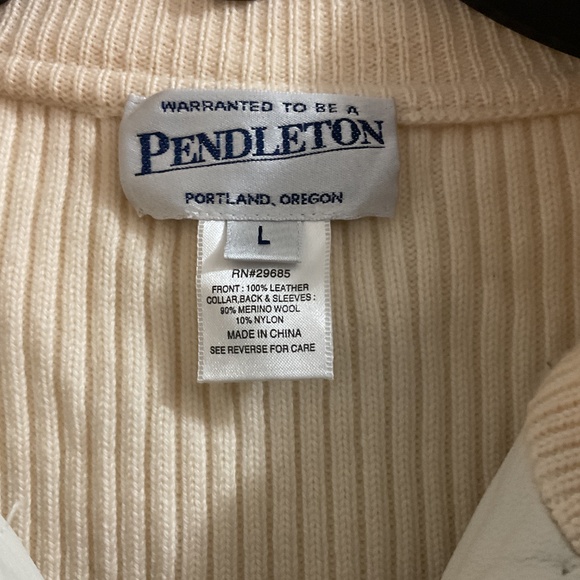 WARRANTED TO BE A
PENDLETON
PORTLAND, OREGON
L
RN#29685
FRONT : 100% LEATHER
COLLAR,BACK & SLEEVES :
90% MERINO WOOL
10% NYLON
MADE IN CHINA
SEE REVERSE FOR CARE